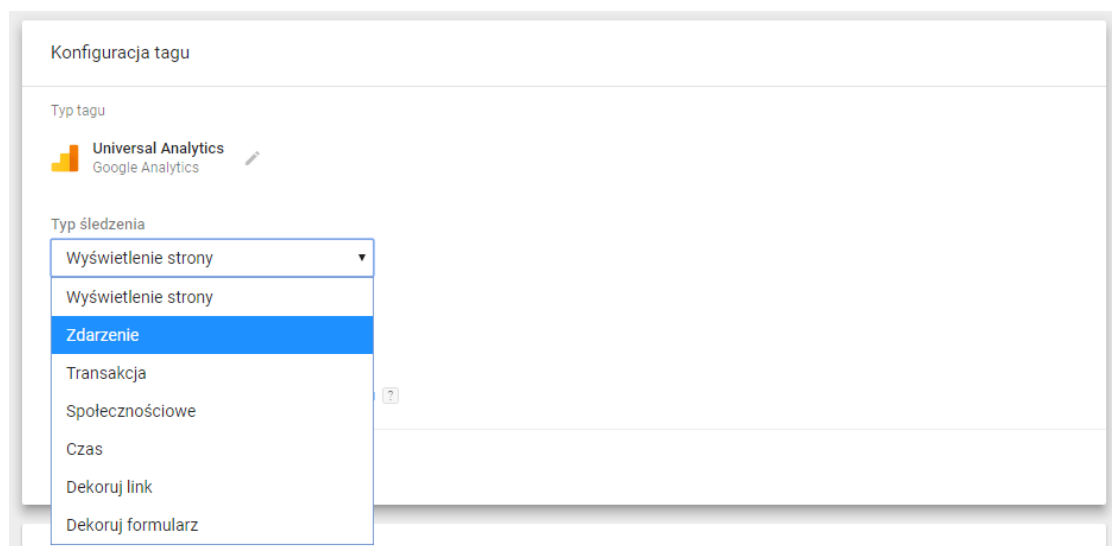 Konfiguracja tagu
Typ tagu
Universal Analytics
Google Analytics
Typ śledzenia
Wyświetlenie strony
Wyświetlenie strony
Zdarzenie
Transakcja
?
Społecznościowe
Czas
Dekoruj link
Dekoruj formularz